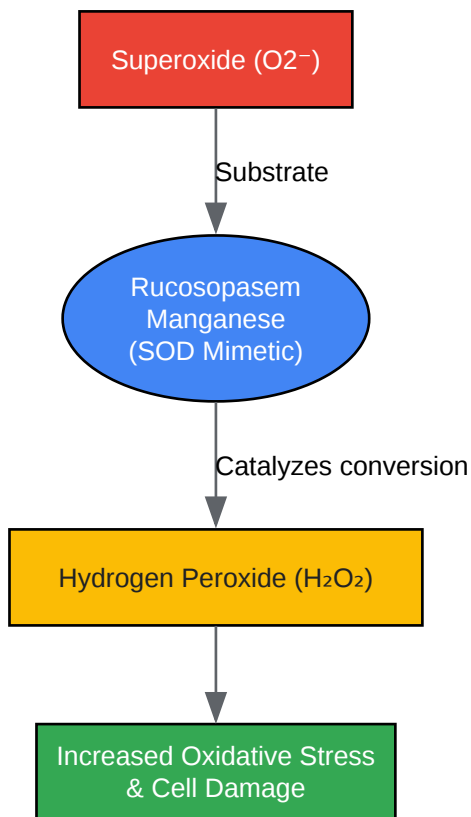 Superoxide (O2⁻)
Substrate
Rucosopasem
Manganese
(SOD Mimetic)
Catalyzes conversion
Hydrogen Peroxide (H₂O₂)
Increased Oxidative Stress
& Cell Damage